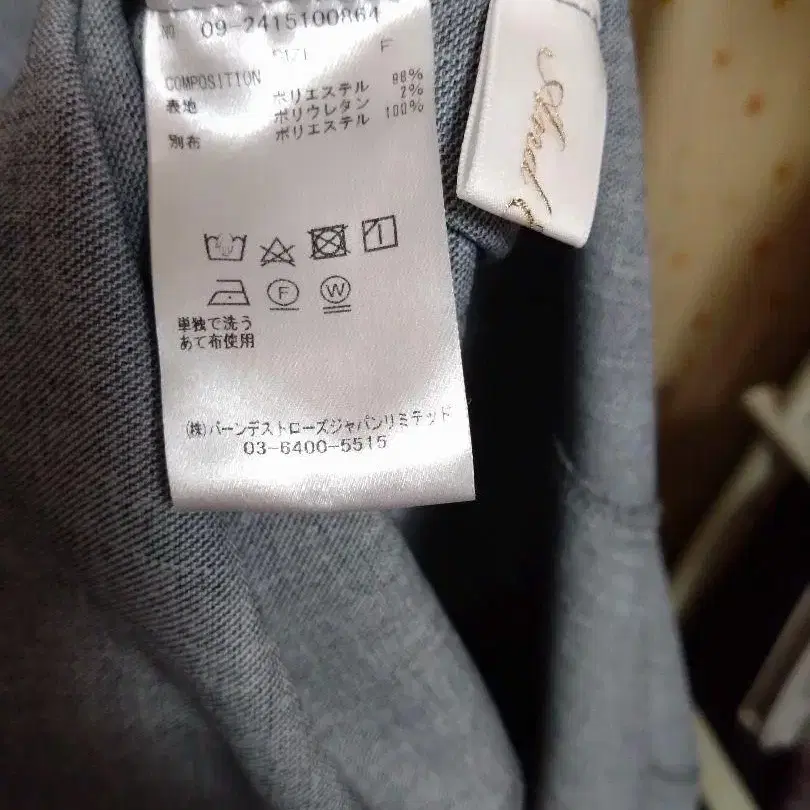 NO 09-2415100864
SIZE F
COMPOSITION
表地 ポリエステル 98%
ポリウレタン 2%
別布 ポリエステル 100%
F
W
単独で洗う
あて布使用
(株)バーンデストローズジャパンリミテッド
03-6400-5515
And